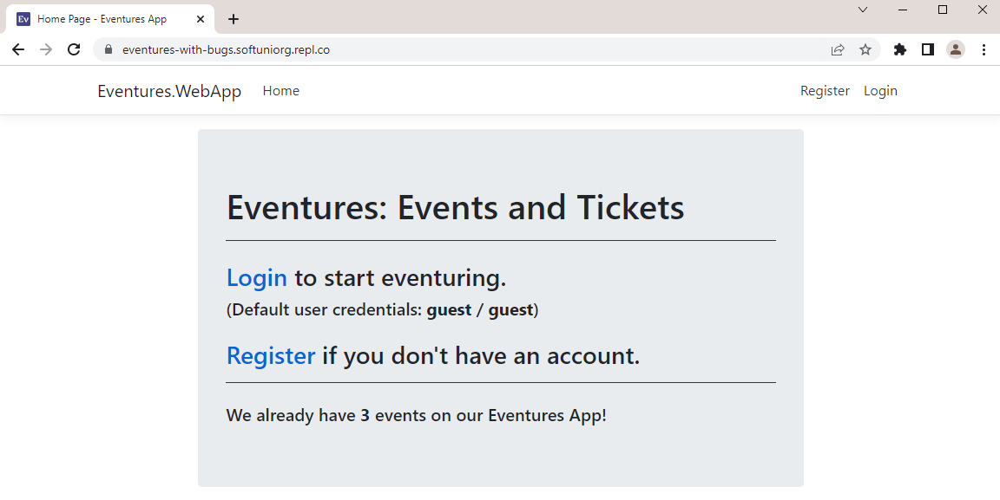 Ev Home Page - Eventures App
eventures-with-bugs.softuniorg.repl.co
Eventures.WebApp Home Register Login
Eventures: Events and Tickets
Login to start eventuring.
(Default user credentials: guest / guest)
Register if you don't have an account.
We already have 3 events on our Eventures App!